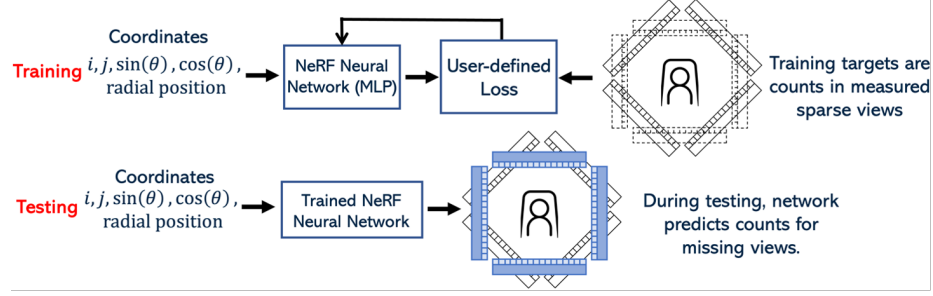 Coordinates
Training
i, j, sin(θ), cos(θ),
radial position
NeRF Neural
Network (MLP)
User-defined
Loss
Training targets are
counts in measured
sparse views
Coordinates
Testing
i, j, sin(θ), cos(θ),
radial position
Trained NeRF
Neural Network
During testing, network
predicts counts for
missing views.